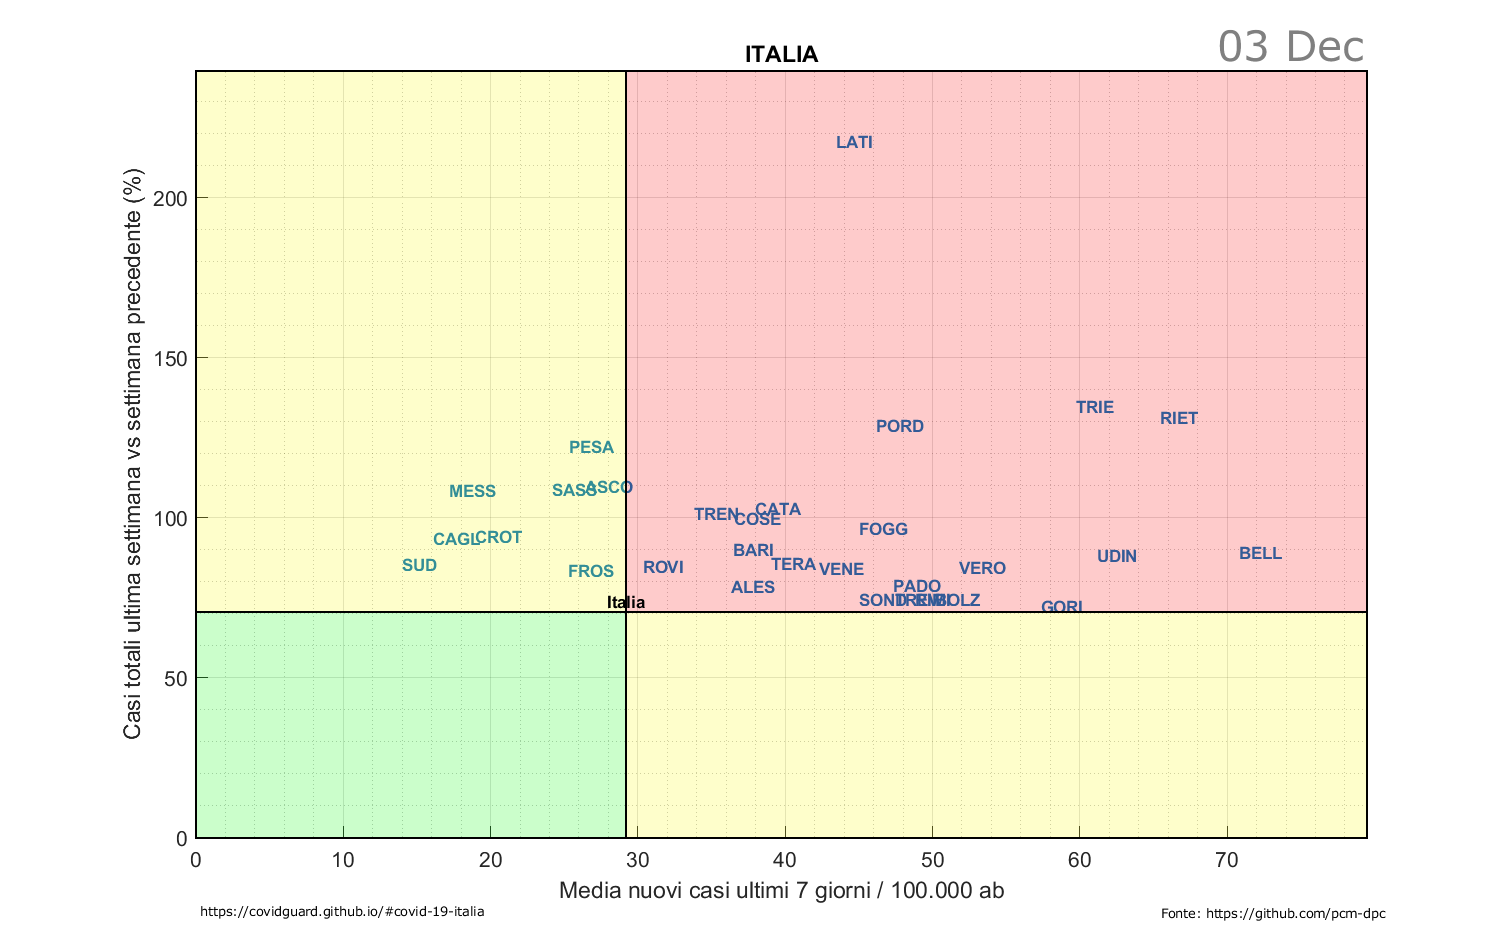 03 Dec
ITALIA
Casi totali ultima settimana vs settimana precedente (%)
200
150
100
50
0
LATI
TRIE
RIET
PORD
PESA
MESS
SASS
ASCO
TREN
CATA
COSE
FOGG
CAGL
CROT
BARI
UDIN
BELL
SUD
FROS
ROVI
TERA
VENE
VERO
ALES
PADO
SOND
BOLZ
GORI
Italia
0 10 20 30 40 50 60 70
Media nuovi casi ultimi 7 giorni / 100.000 ab
https://covidguard.github.io/#covid-19-italia
Fonte: https://github.com/pcm-dpc